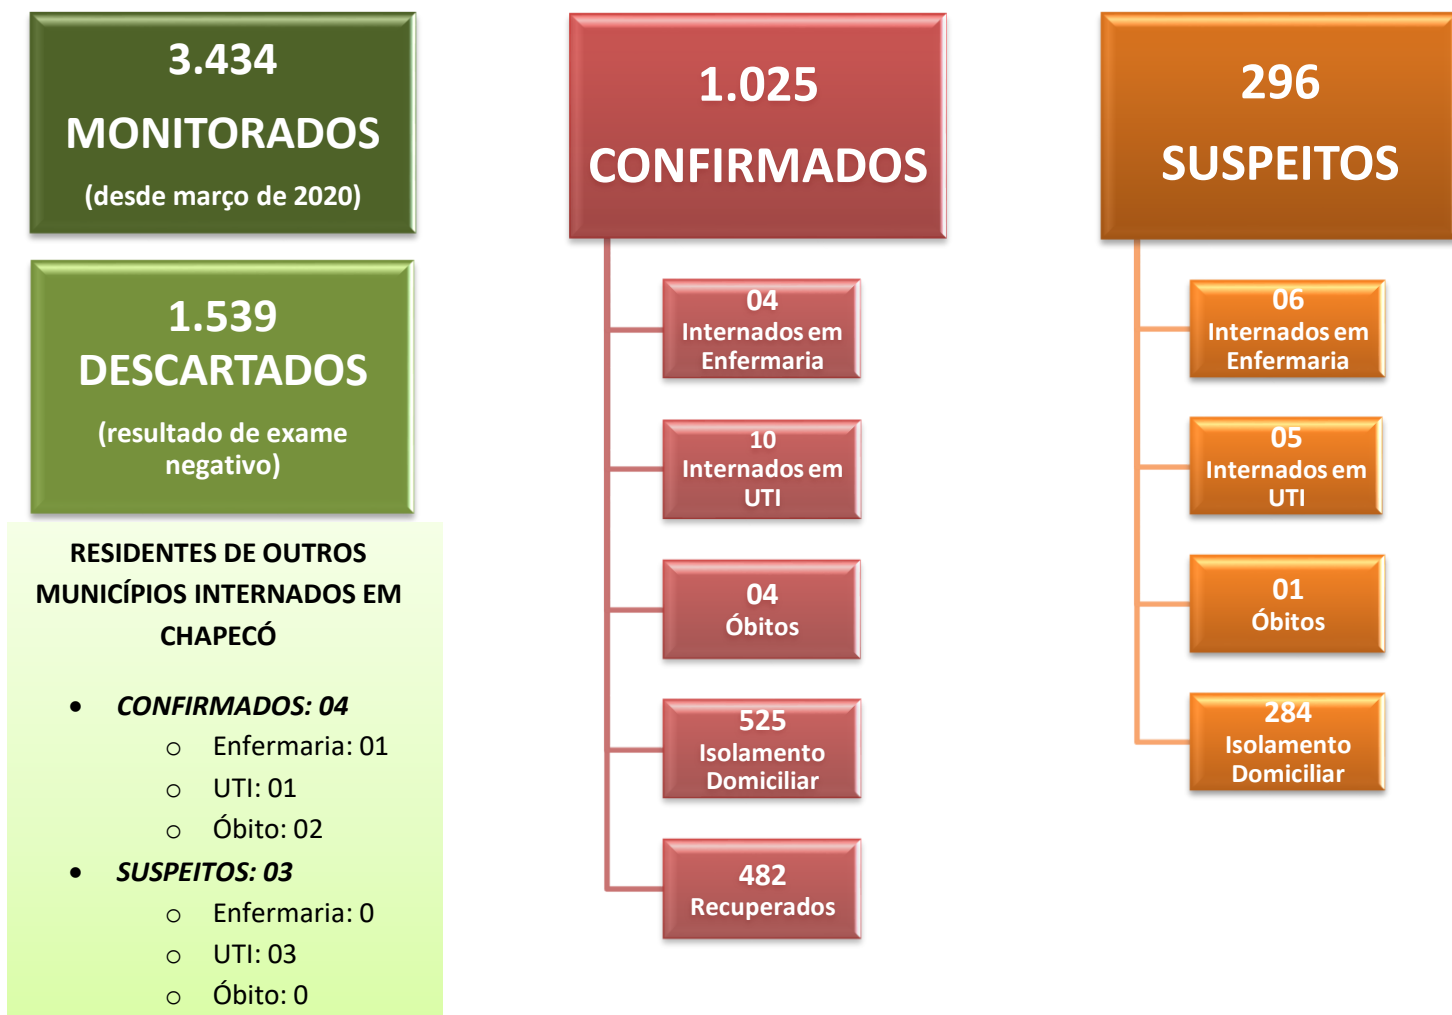 3.434
MONITORADOS
(desde março de 2020)
1.539
DESCARTADOS
(resultado de exame
negativo)
RESIDENTES DE OUTROS
MUNICÍPIOS INTERNADOS EM
CHAPECÓ
• CONFIRMADOS: 04
o Enfermaria: 01
o UTI: 01
o Óbito: 02
• SUSPEITOS: 03
o Enfermaria: 0
o UTI: 03
o Óbito: 0
1.025
CONFIRMADOS
04
Internados em
Enfermaria
10
Internados em
UTI
04
Óbitos
525
Isolamento
Domiciliar
482
Recuperados
296
SUSPEITOS
06
Internados em
Enfermaria
05
Internados em
UTI
01
Óbitos
284
Isolamento
Domiciliar